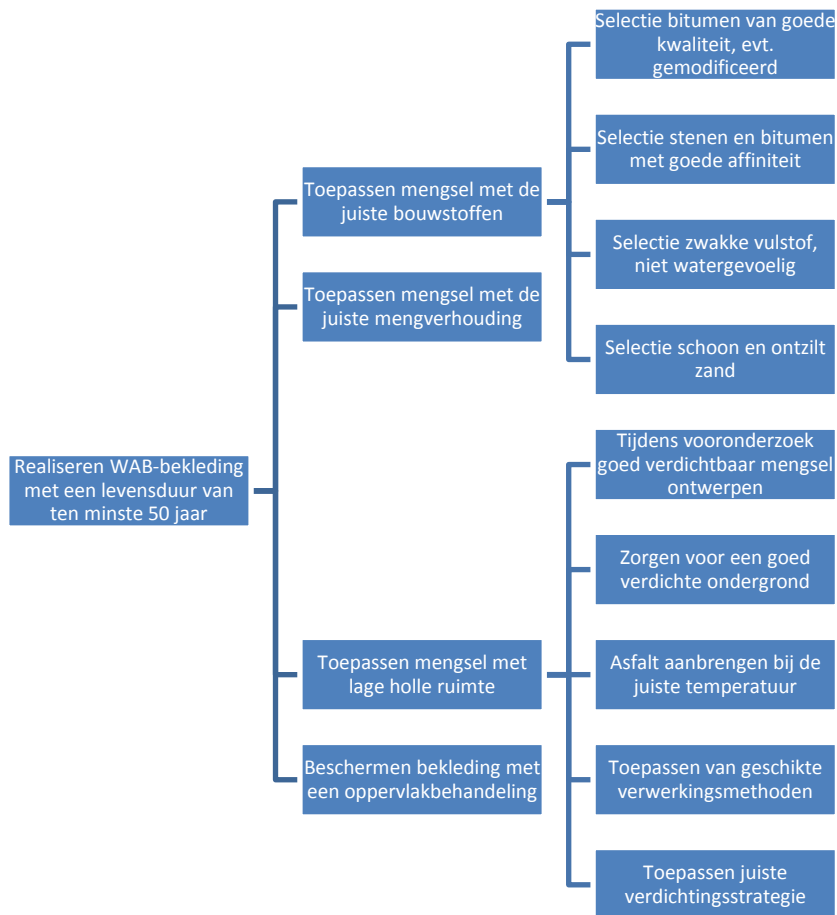 Realiseren WAB-bekleding
met een levensduur van
ten minste 50 jaar
Toepassen mengsel met de
juiste bouwstoffen
Selectie bitumen van goede
kwaliteit, evt.
gemodificeerd
Selectie stenen en bitumen
met goede affiniteit
Selectie zwakke vulstof,
niet watergevoelig
Selectie schoon en ontzilt
zand
Toepassen mengsel met de
juiste mengverhouding
Toepassen mengsel met
lage holle ruimte
Tijdens vooronderzoek
goed verdichtbaar mengsel
ontwerpen
Zorgen voor een goed
verdichte ondergrond
Asfalt aanbrengen bij de
juiste temperatuur
Toepassen van geschikte
verwerkingsmethoden
Toepassen juiste
verdichtingsstrategie
Beschermen bekleding met
een oppervlakbehandeling